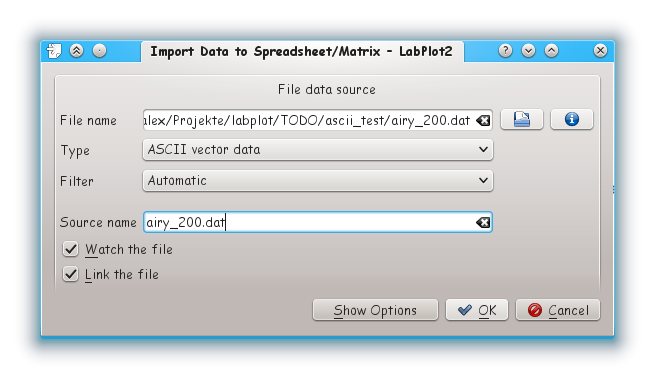 Import Data to Spreadsheet/Matrix - LabPlot2
File data source
File name
lex/Projekte/labplot/TODO/ascii_test/airy_200.dat
Type
ASCII vector data
Filter
Automatic
Source name
airy_200.dat
Watch the file
Link the file
Show Options
OK
Cancel